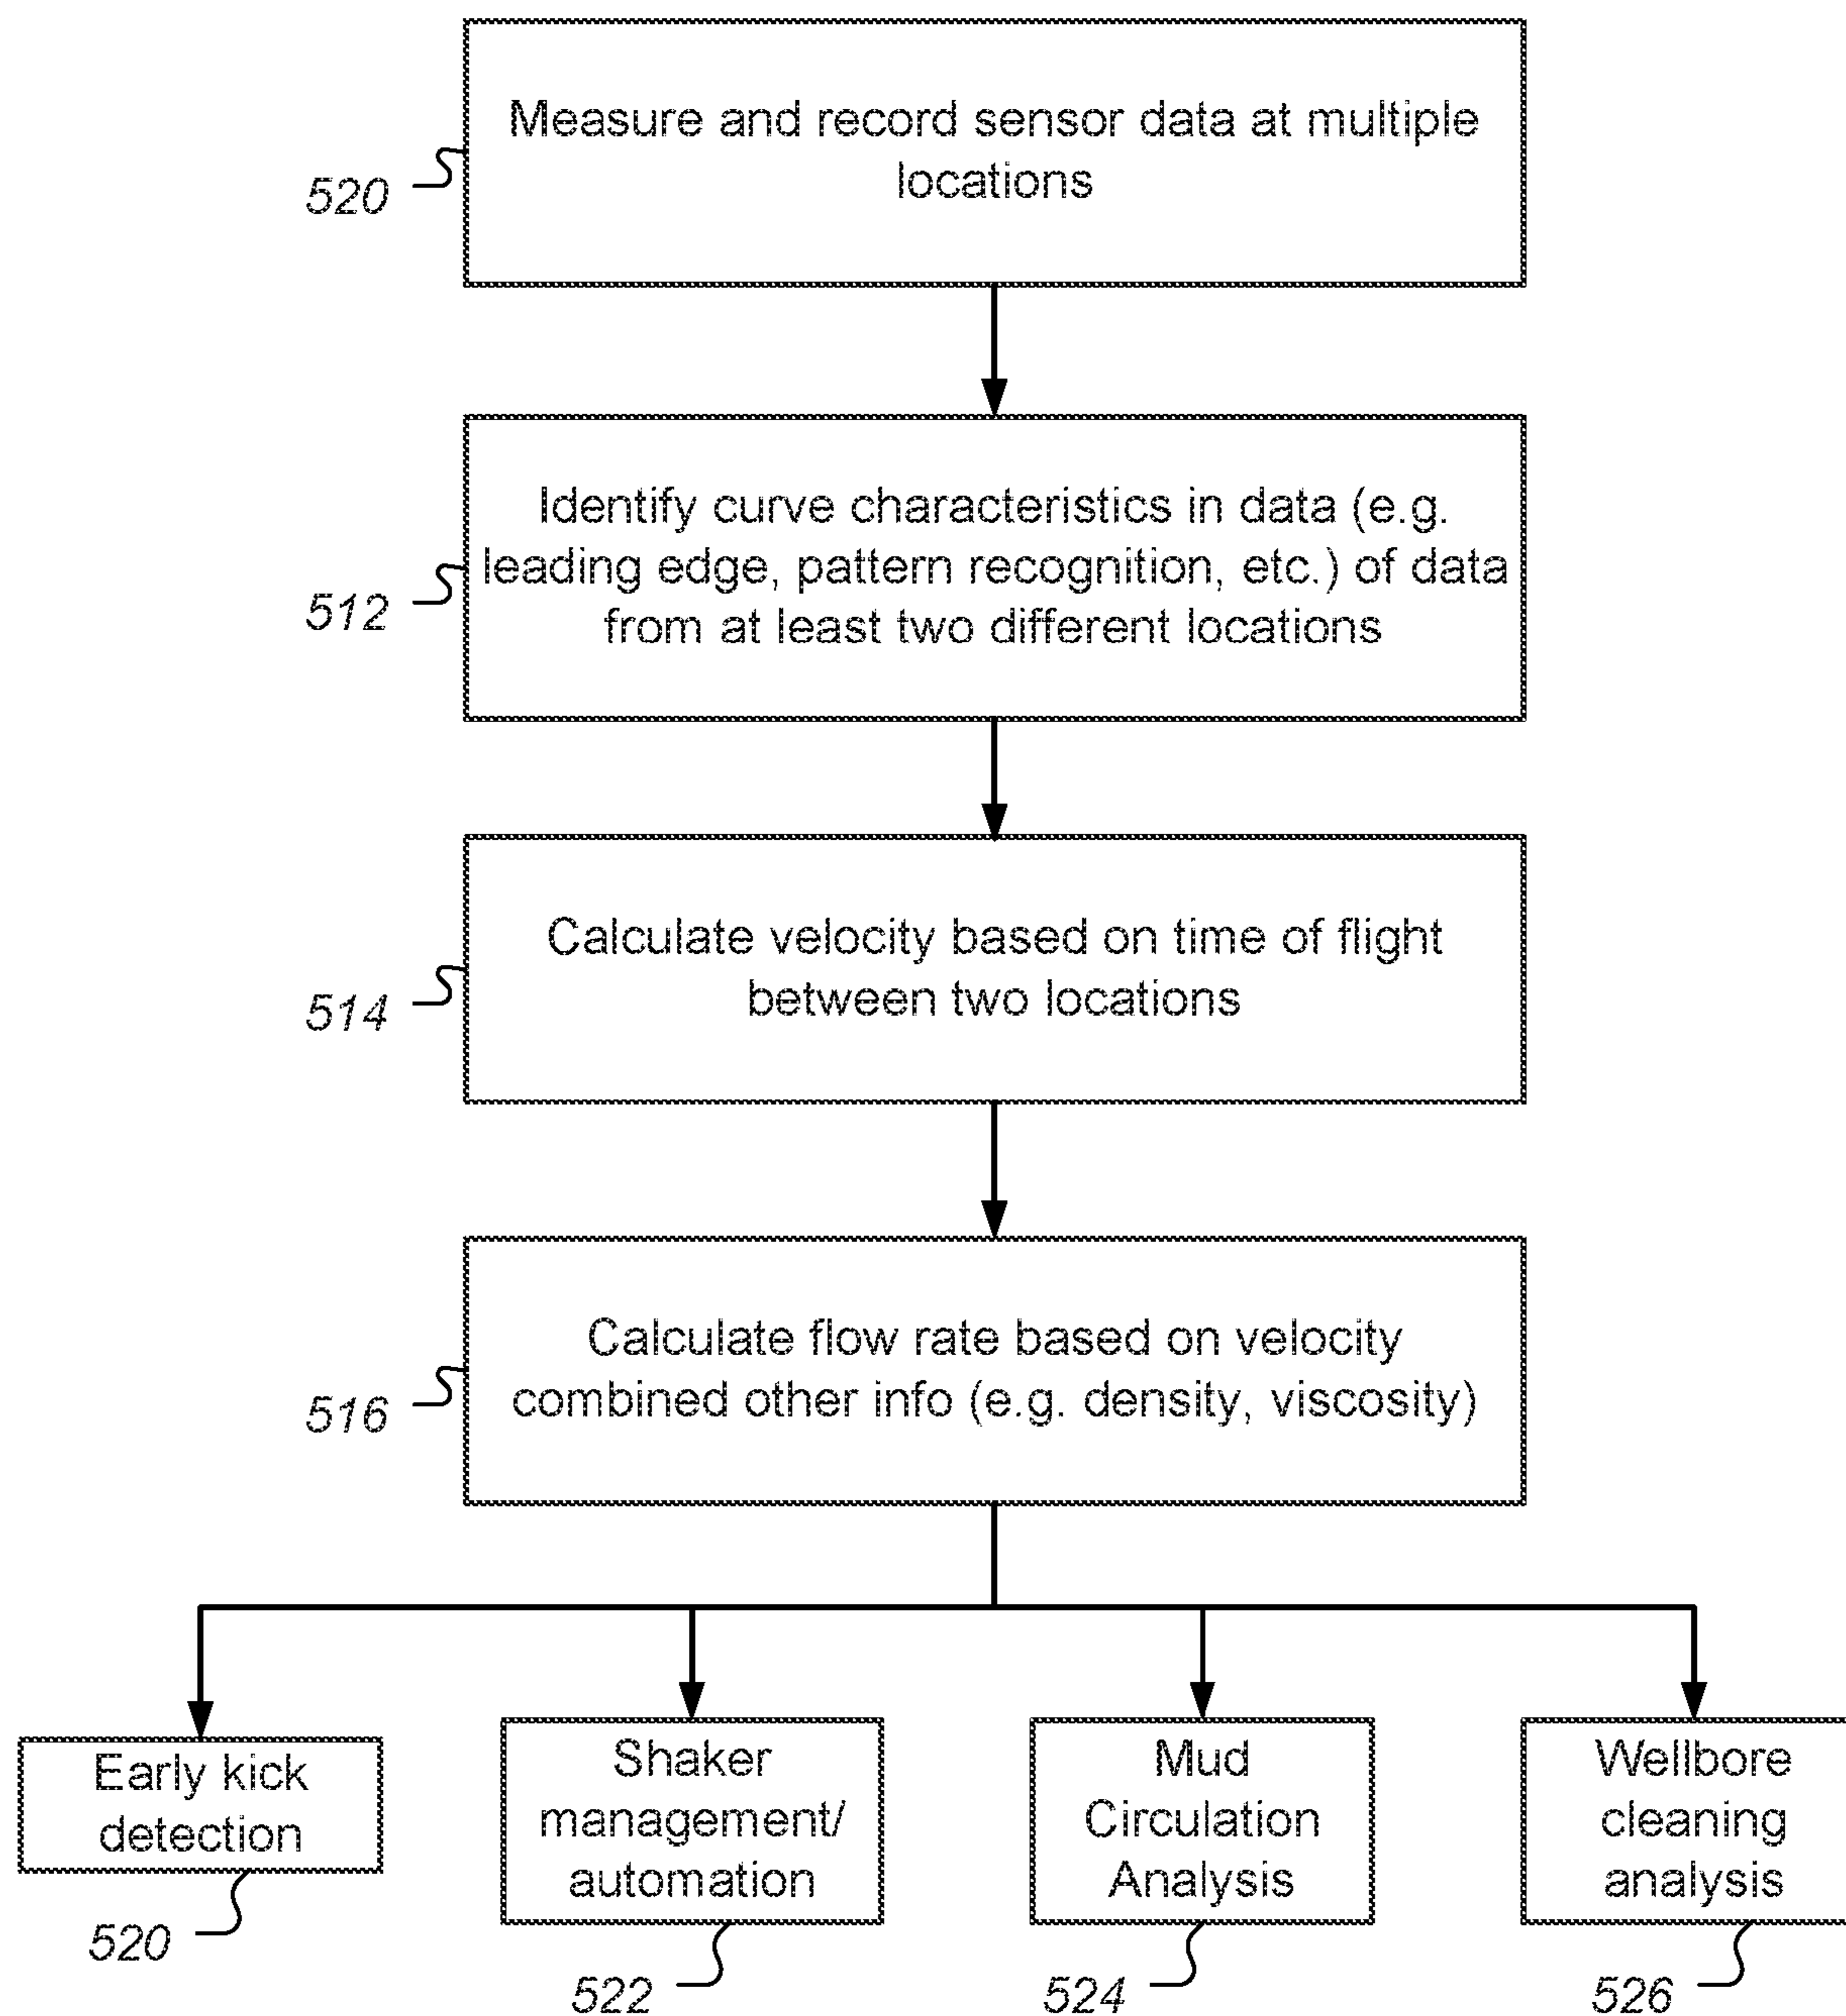 Measure and record sensor data at multiple
locations
520
Identify curve characteristics in data (e.g.
leading edge, pattern recognition, etc.) of data
from at least two different locations
512
Calculate velocity based on time of flight
between two locations
514
Calculate flow rate based on velocity
combined other info (e.g. density, viscosity)
516
Early kick
detection
520
Shaker
management/
automation
522
Mud
Circulation
Analysis
524
Wellbore
cleaning
analysis
526